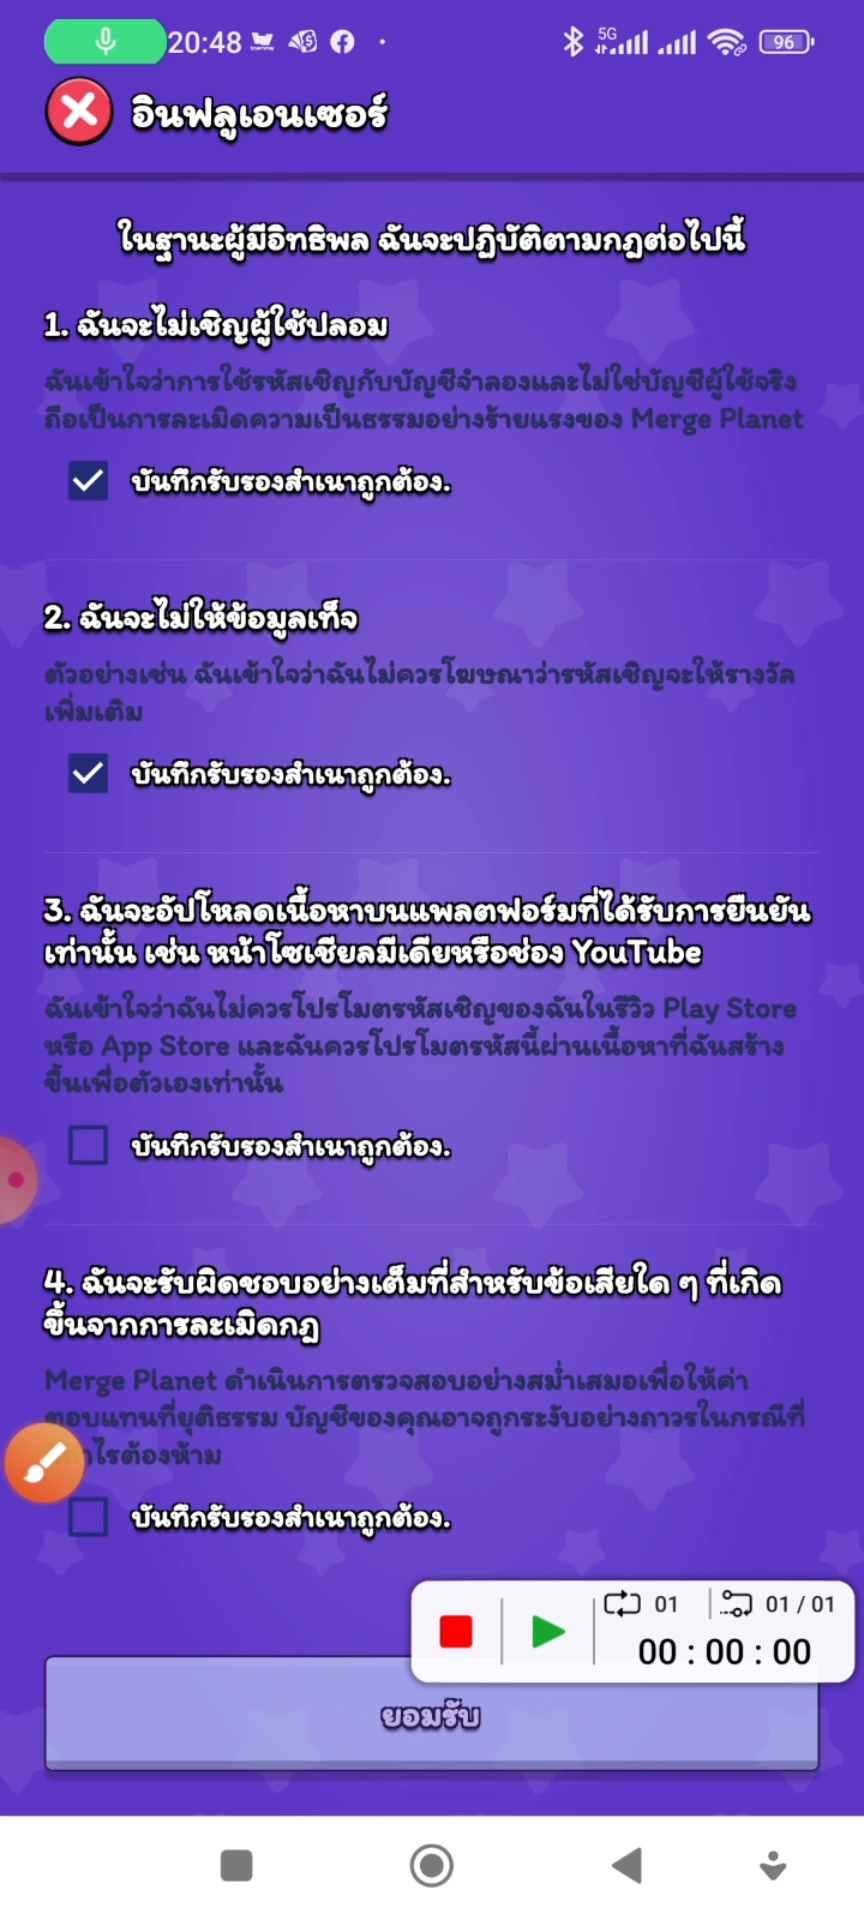 20:48
5G
96
อินฟลูเอนเซอร์
ในฐานะผู้มีอิทธิพล ฉันจะปฏิบัติตามกฎต่อไปนี้
1. ฉันจะไม่เชิญผู้ใช้ปลอม
ฉันเข้าใจว่าการใช้รหัสเชิญกับบัญชีจำลองและไม่ใช่บัญชีผู้ใช้จริง
ถือเป็นการละเมิดความเป็นธรรมอย่างร้ายแรงของ Merge Planet
บันทึกรับรองสำเนาถูกต้อง.
2. ฉันจะไม่ให้ข้อมูลเท็จ
ตัวอย่างเช่น ฉันเข้าใจว่าฉันไม่ควรโฆษณาว่ารหัสเชิญจะให้รางวัล
เพิ่มเติม
บันทึกรับรองสำเนาถูกต้อง.
3. ฉันจะอัปโหลดเนื้อหาบนแพลตฟอร์มที่ได้รับการยืนยัน
เท่านั้น เช่น หน้าโซเชียลมีเดียหรือช่อง YouTube
ฉันเข้าใจว่าฉันไม่ควรโปรโมตรหัสเชิญของฉันในรีวิว Play Store
หรือ App Store และฉันควรโปรโมตรหัสนี้ผ่านเนื้อหาที่ฉันสร้าง
ขึ้นเพื่อตัวเองเท่านั้น
บันทึกรับรองสำเนาถูกต้อง.
4. ฉันจะรับผิดชอบอย่างเต็มที่สำหรับข้อเสียใด ๆ ที่เกิด
ขึ้นจากการละเมิดกฎ
Merge Planet ดำเนินการตรวจสอบอย่างสม่ำเสมอเพื่อให้ค่า
ตอบแทนที่ยุติธรรม บัญชีของคุณอาจถูกระงับอย่างถาวรในกรณีที่
ไรต้องห้าม
บันทึกรับรองสำเนาถูกต้อง.
01
01 / 01
00 : 00 : 00
ยอมรับ